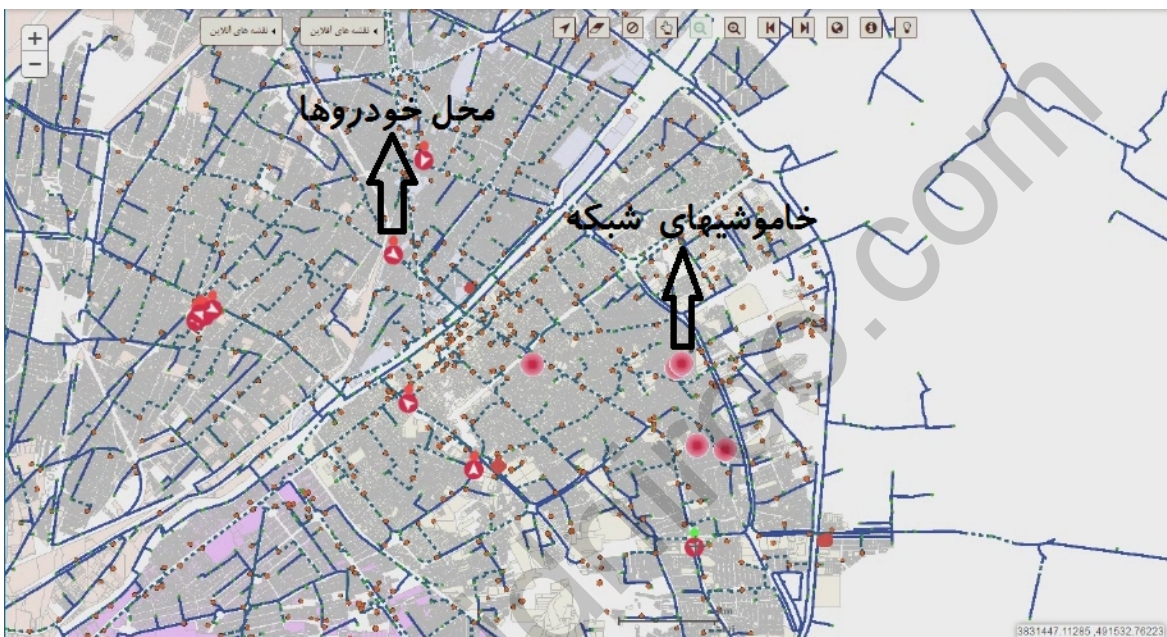 +
−
نقشه های آنلاین
نقشه های آفلاین
محل خودروها
خاموشیهای شبکه
3831447.11285 ,491532.76223